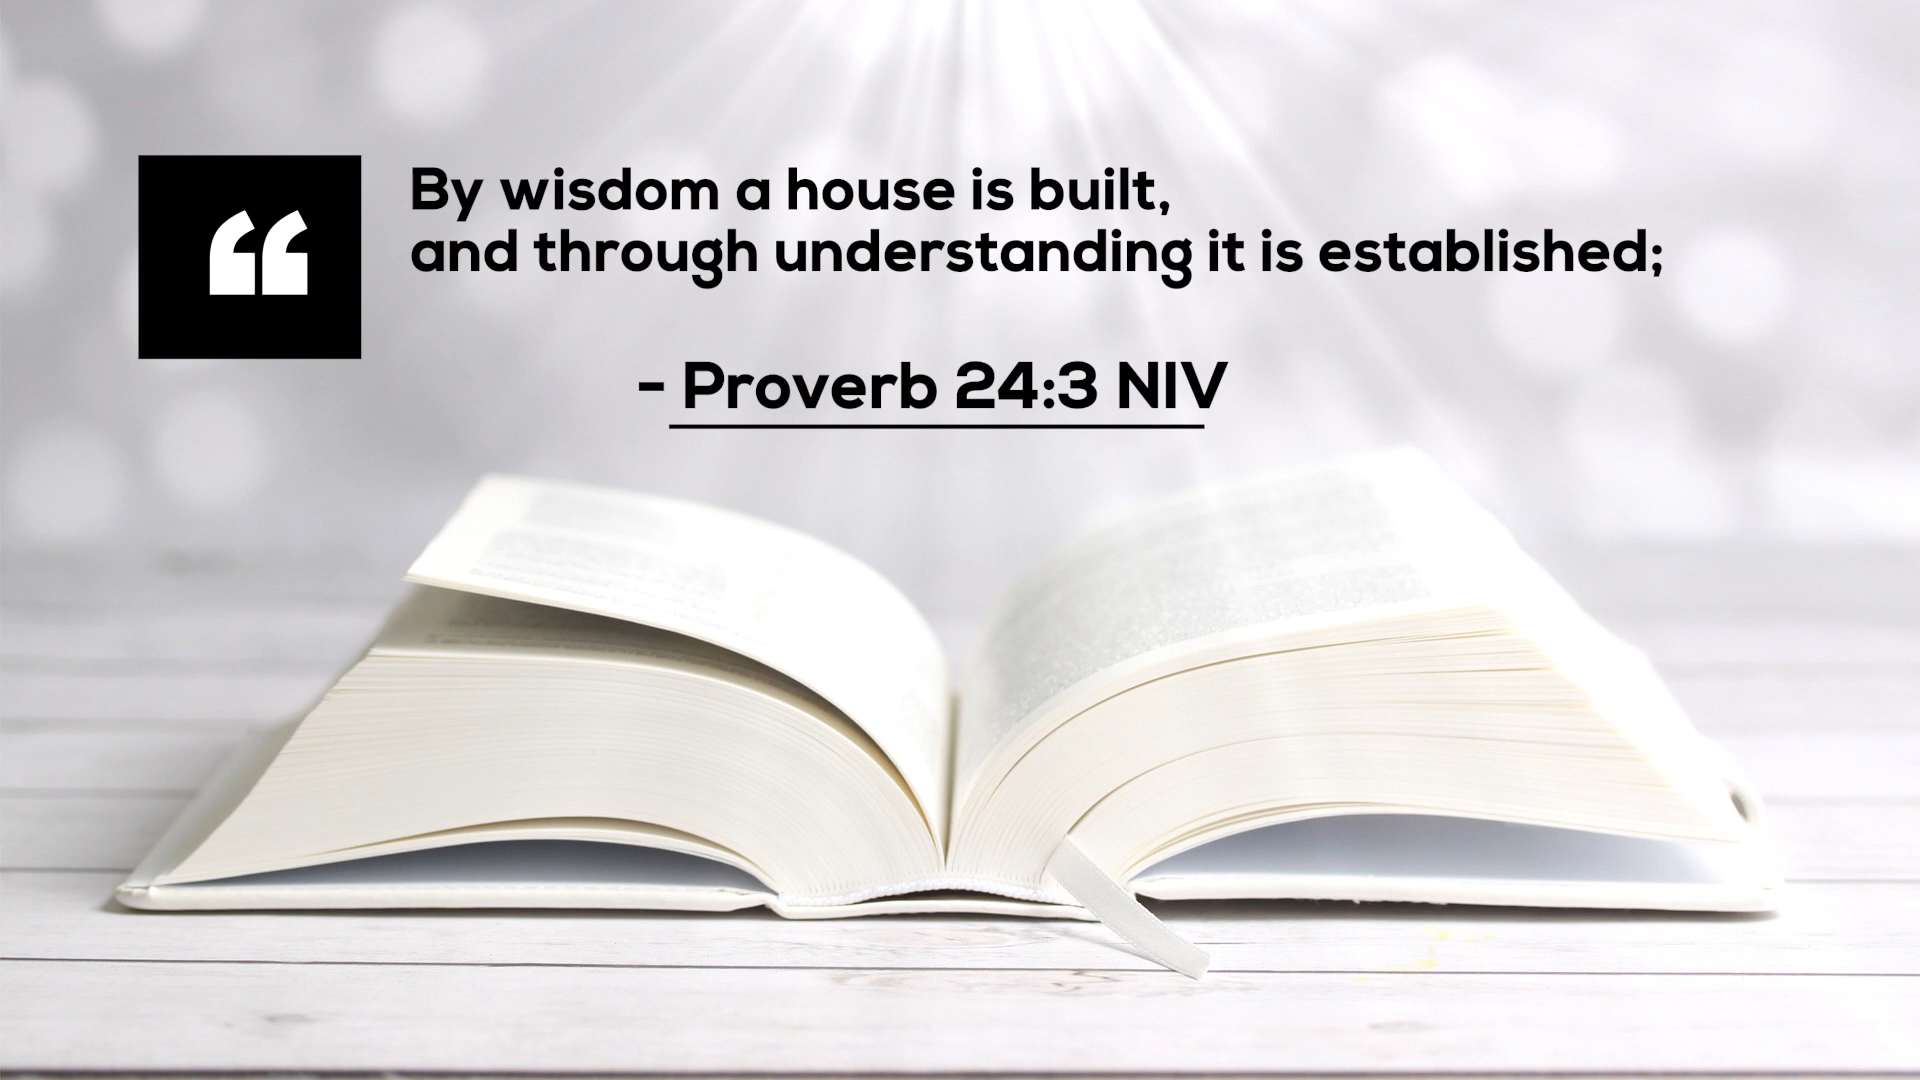 “
By wisdom a house is built,
and through understanding it is established;
- Proverb 24:3 NIV